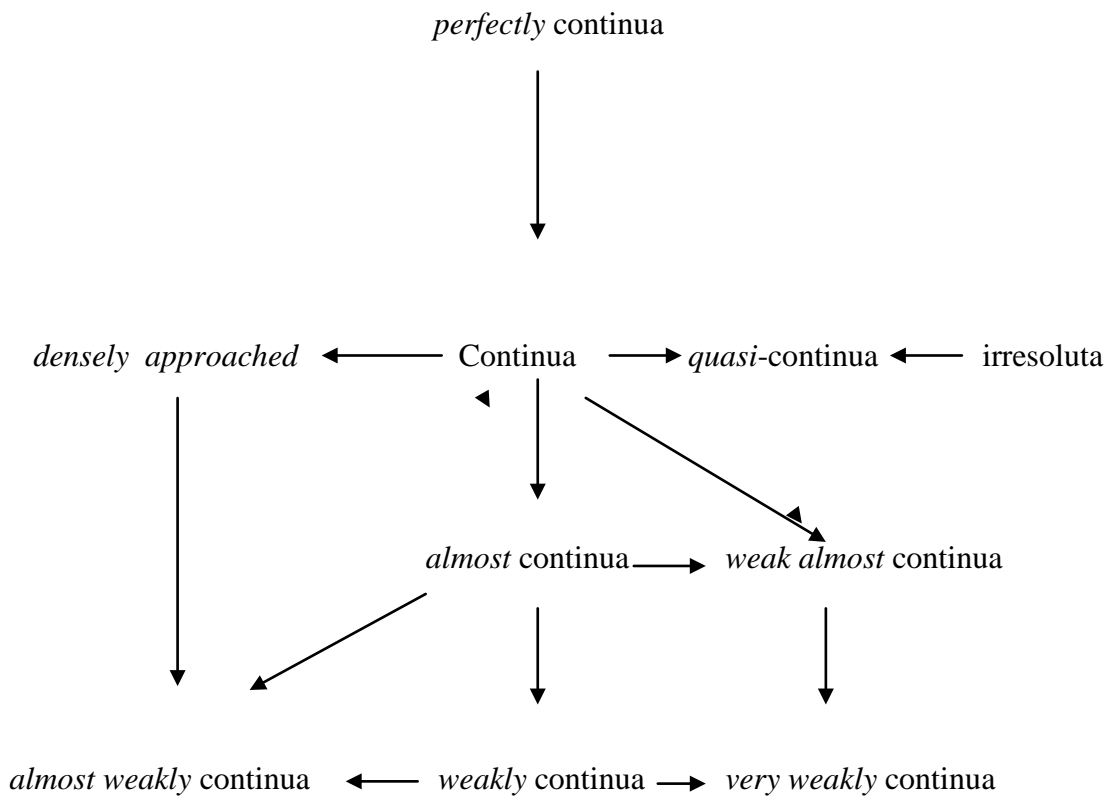 perfectly continua
densely approached Continua quasi-continua irresoluta
almost continua weak almost continua
almost weakly continua weakly continua very weakly continua